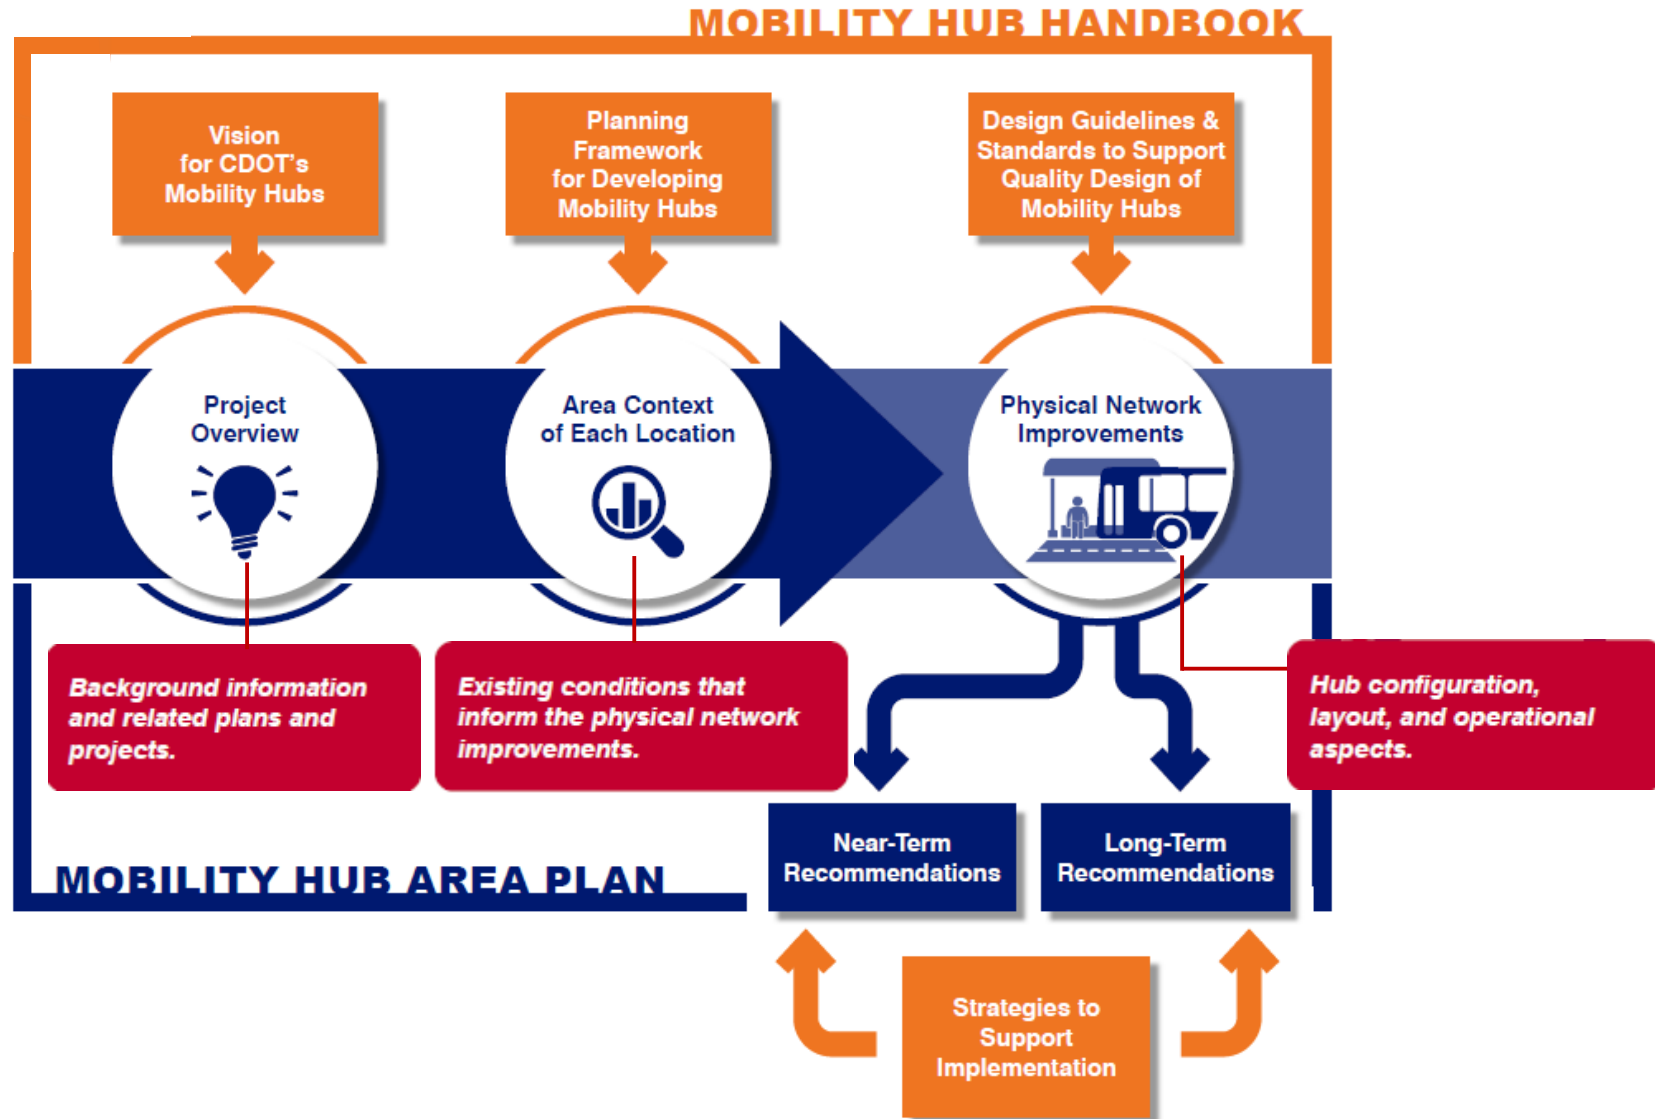 MOBILITY HUB HANDBOOK
Vision
for CDOT's
Mobility Hubs
Planning
Framework
for Developing
Mobility Hubs
Design Guidelines &
Standards to Support
Quality Design of
Mobility Hubs
Project
Overview
Area Context
of Each Location
Physical Network
Improvements
Background information
and related plans and
projects.
Existing conditions that
inform the physical network
improvements.
Hub configuration,
layout, and operational
aspects.
Near-Term
Recommendations
Long-Term
Recommendations
MOBILITY HUB AREA PLAN
Strategies to
Support
Implementation